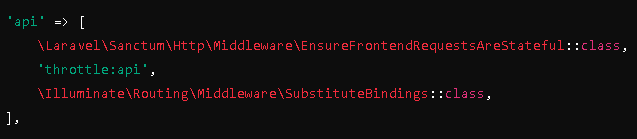 'api' => [
\Laravel\Sanctum\Http\Middleware\EnsureFrontendRequestsAreStateful::class,
'throttle:api',
\Illuminate\Routing\Middleware\SubstituteBindings::class,
],